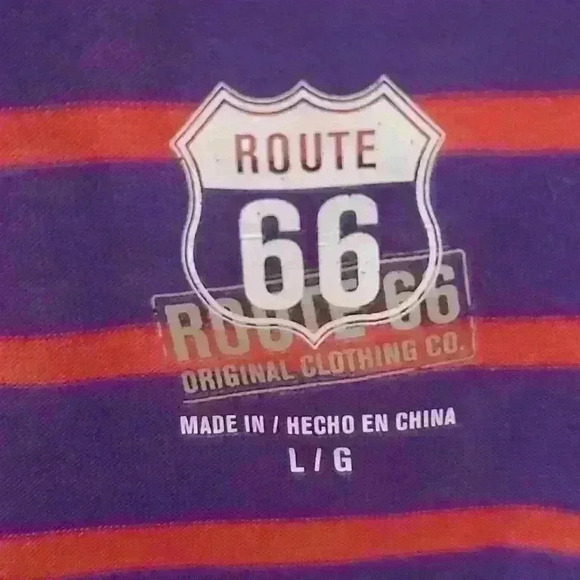 ROUTE
66
ROUTE 66
ORIGINAL CLOTHING CO.
MADE IN / HECHO EN CHINA
L / G